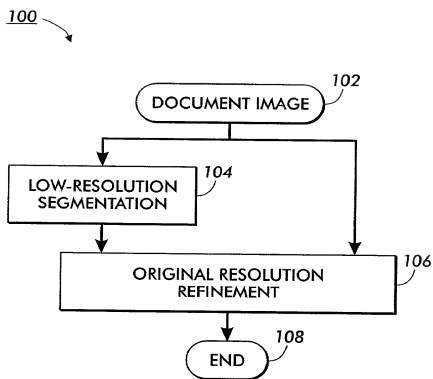 100
DOCUMENT IMAGE
102
LOW-RESOLUTION
SEGMENTATION
104
ORIGINAL RESOLUTION
REFINEMENT
106
END
108